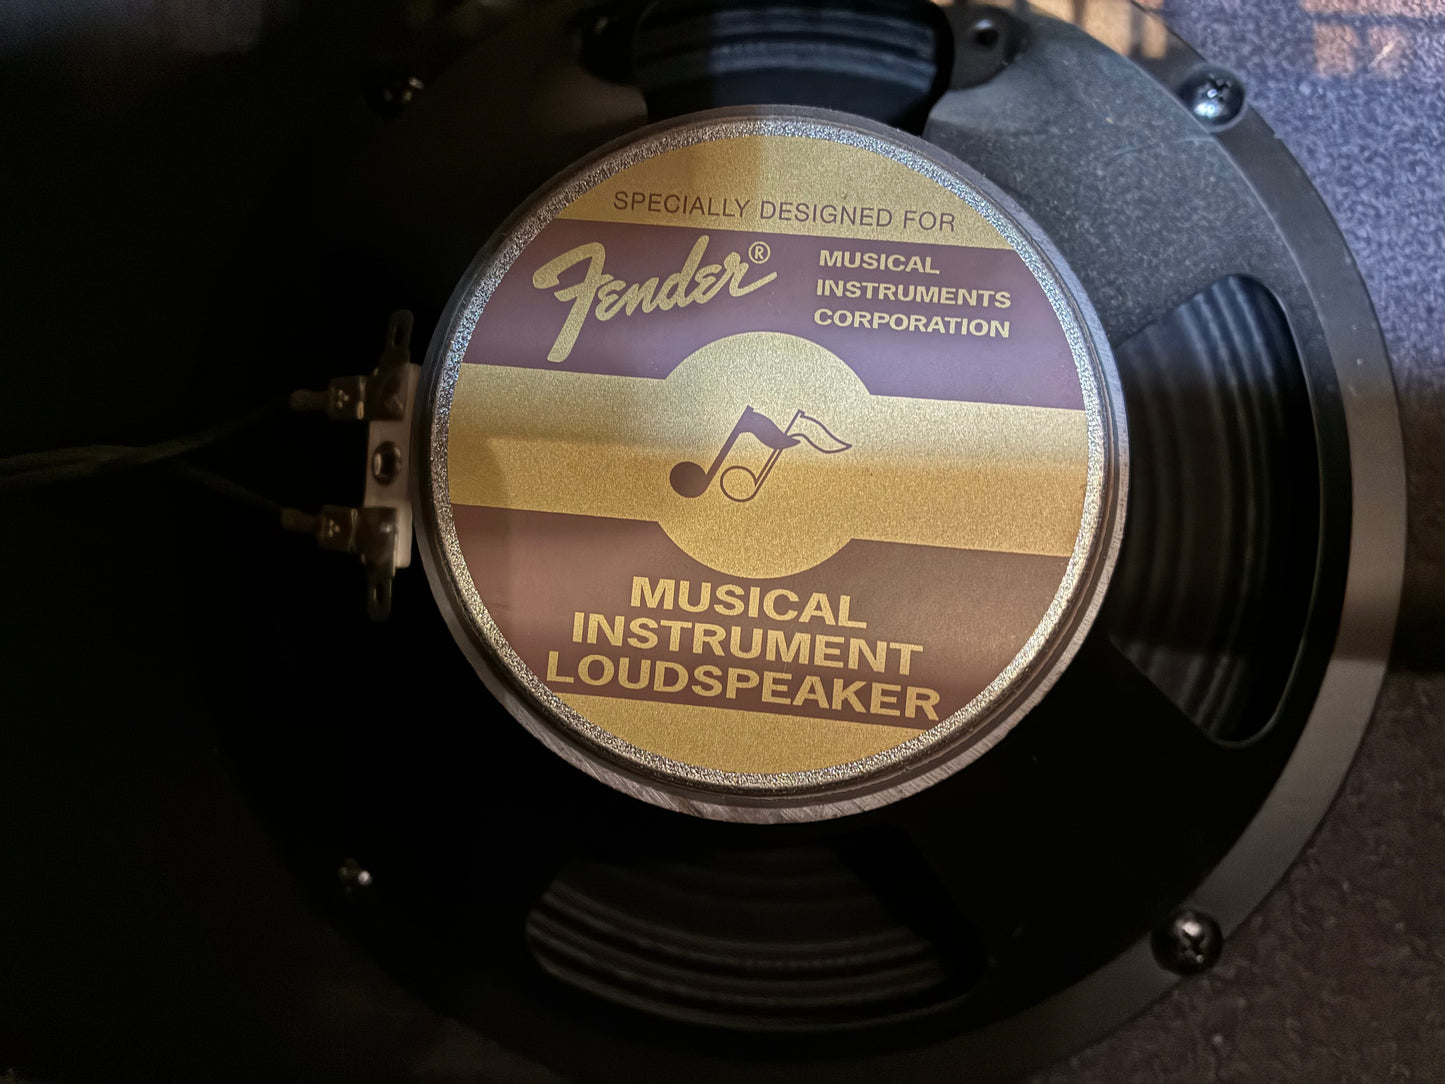 SPECIALLY DESIGNED FOR
Fender®
MUSICAL
INSTRUMENTS
CORPORATION
MUSICAL
INSTRUMENT
LOUDSPEAKER